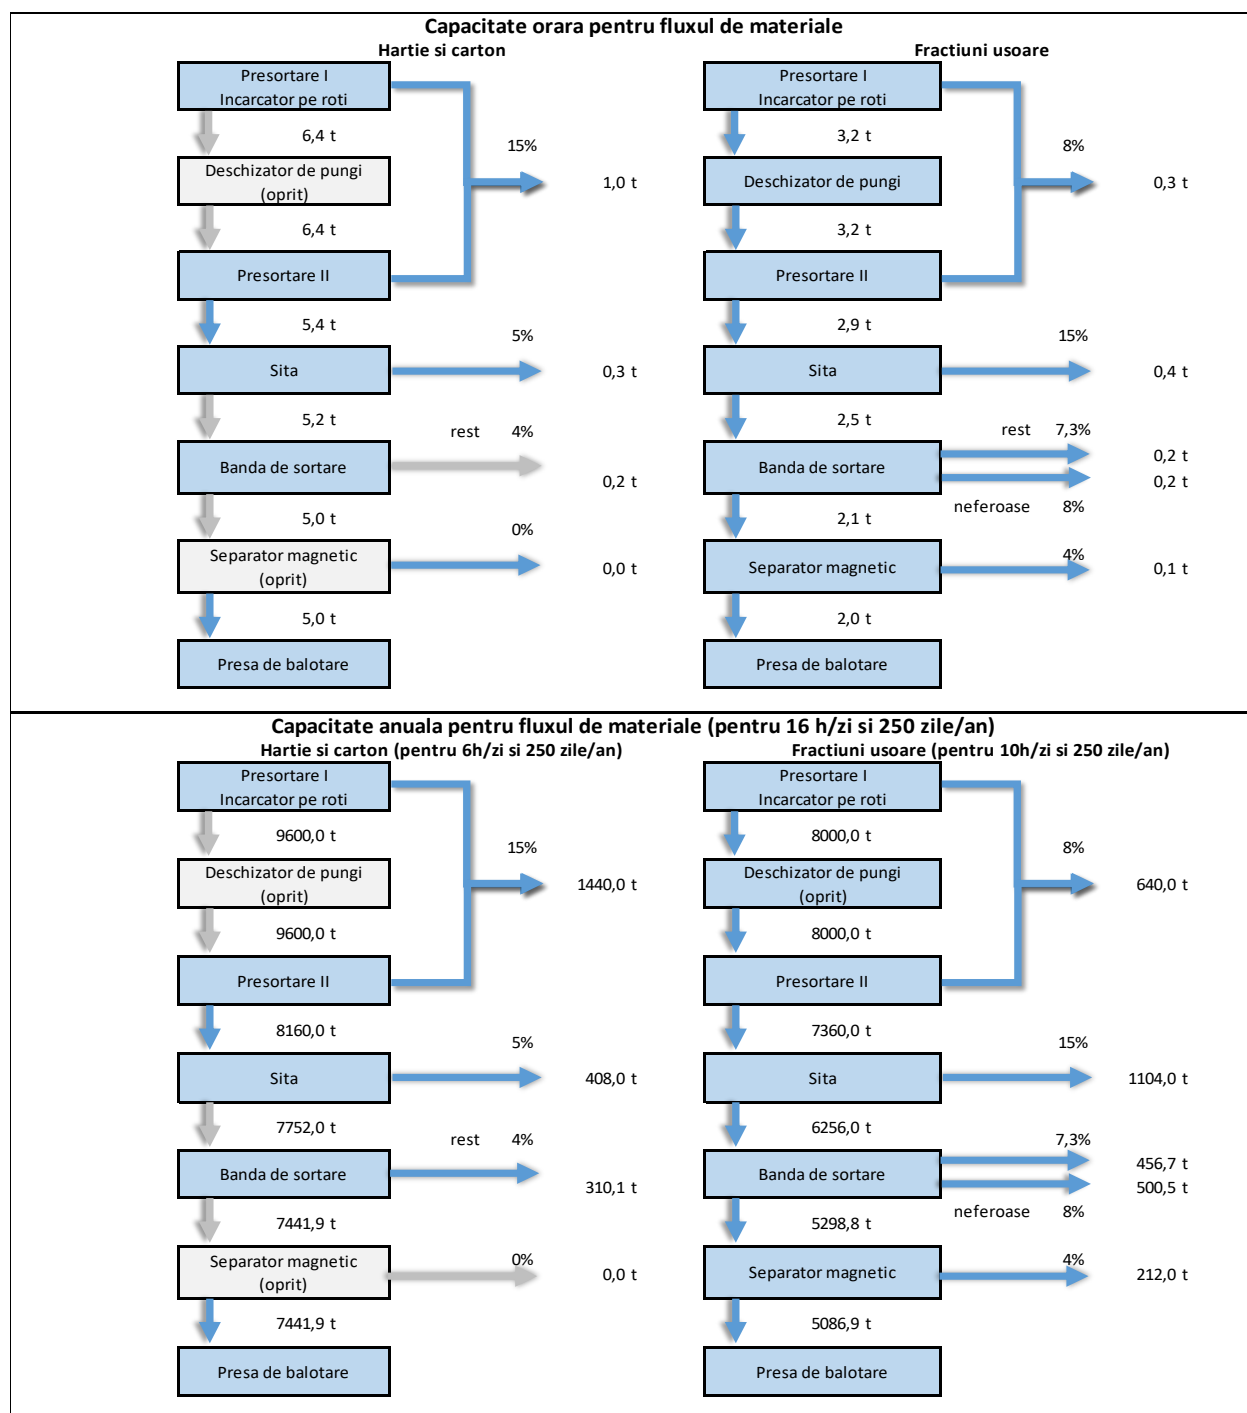 Capacitate orara pentru fluxul de materiale
Hartie si carton
Presortare I
Incarcator pe roti
6,4 t
15%
Deschizator de pungi
(oprit)
1,0 t
6,4 t
Presortare II
5,4 t
5%
Sita
0,3 t
5,2 t
rest 4%
Banda de sortare
0,2 t
5,0 t
0%
Separator magnetic
(oprit)
0,0 t
5,0 t
Presa de balotare
Fractiuni usoare
Presortare I
Incarcator pe roti
3,2 t
8%
Deschizator de pungi
0,3 t
3,2 t
Presortare II
2,9 t
15%
Sita
0,4 t
2,5 t
rest 7,3%
Banda de sortare
0,2 t
0,2 t
neferoase 8%
2,1 t
4%
Separator magnetic
0,1 t
2,0 t
Presa de balotare
Capacitate anuala pentru fluxul de materiale (pentru 16 h/zi si 250 zile/an)
Hartie si carton (pentru 6h/zi si 250 zile/an)
Presortare I
Incarcator pe roti
9600,0 t
15%
Deschizator de pungi
(oprit)
1440,0 t
9600,0 t
Presortare II
8160,0 t
5%
Sita
408,0 t
7752,0 t
rest 4%
Banda de sortare
310,1 t
7441,9 t
0%
Separator magnetic
(oprit)
0,0 t
7441,9 t
Presa de balotare
Fractiuni usoare (pentru 10h/zi si 250 zile/an)
Presortare I
Incarcator pe roti
8000,0 t
8%
Deschizator de pungi
(oprit)
640,0 t
8000,0 t
Presortare II
7360,0 t
15%
Sita
1104,0 t
6256,0 t
7,3%
Banda de sortare
456,7 t
500,5 t
neferoase 8%
5298,8 t
4%
Separator magnetic
212,0 t
5086,9 t
Presa de balotare